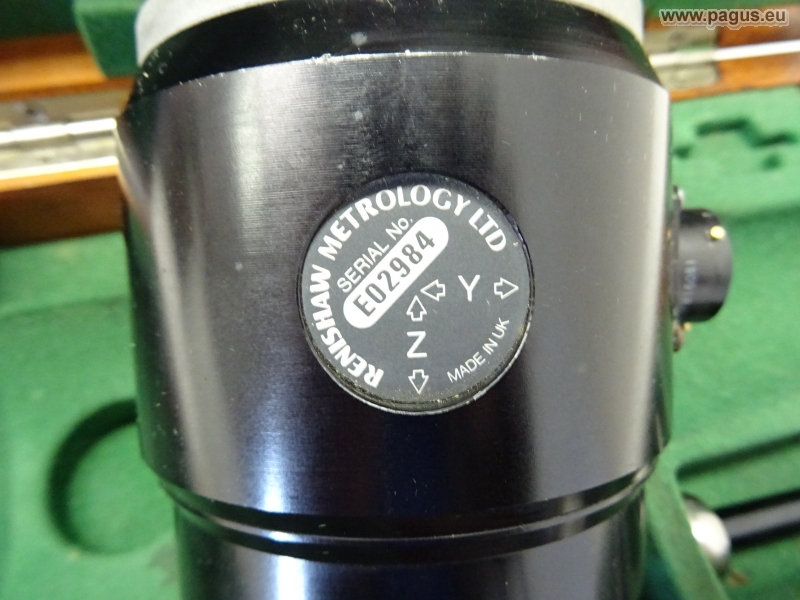 www.pagus.eu
RENISHAW METROLOGY LTD
SERIAL No.
E02984
Y
Z
MADE IN UK